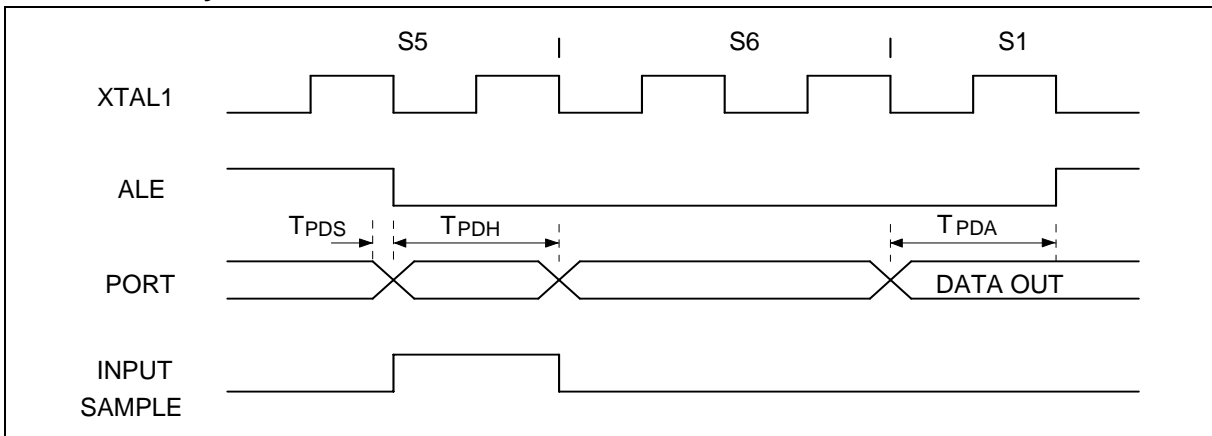 S5 | S6 | S1
XTAL1
ALE
TPDS TPDH TPDA
PORT DATA OUT
INPUT
SAMPLE